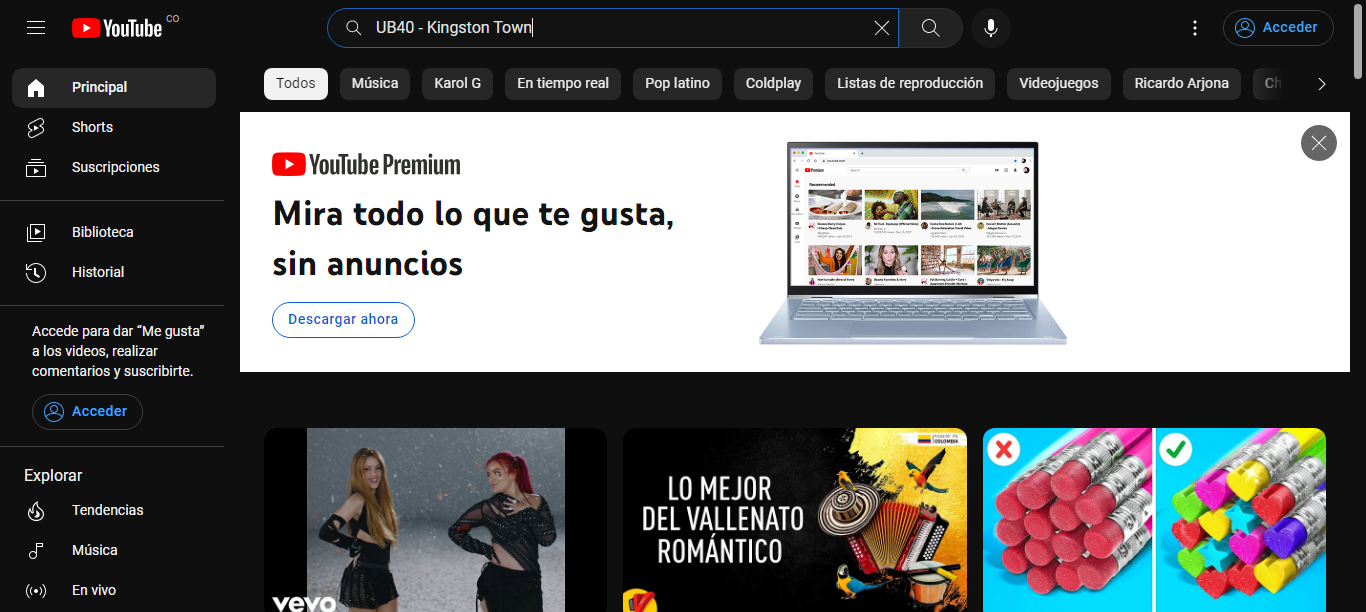 YouTube CO
UB40 - Kingston Town
Acceder
Principal
Shorts
Suscripciones
Biblioteca
Historial
Accede para dar “Me gusta”
a los videos, realizar
comentarios y suscribirte.
Acceder
Explorar
Tendencias
Música
En vivo
Todos
Música
Karol G
En tiempo real
Pop latino
Coldplay
Listas de reproducción
Videojuegos
Ricardo Arjona
Ch
YouTube Premium
Mira todo lo que te gusta,
sin anuncios
Descargar ahora
Premium
Recommended
vevo
LO MEJOR
DEL VALLENATO
ROMÁNTICO
COLOMBIA